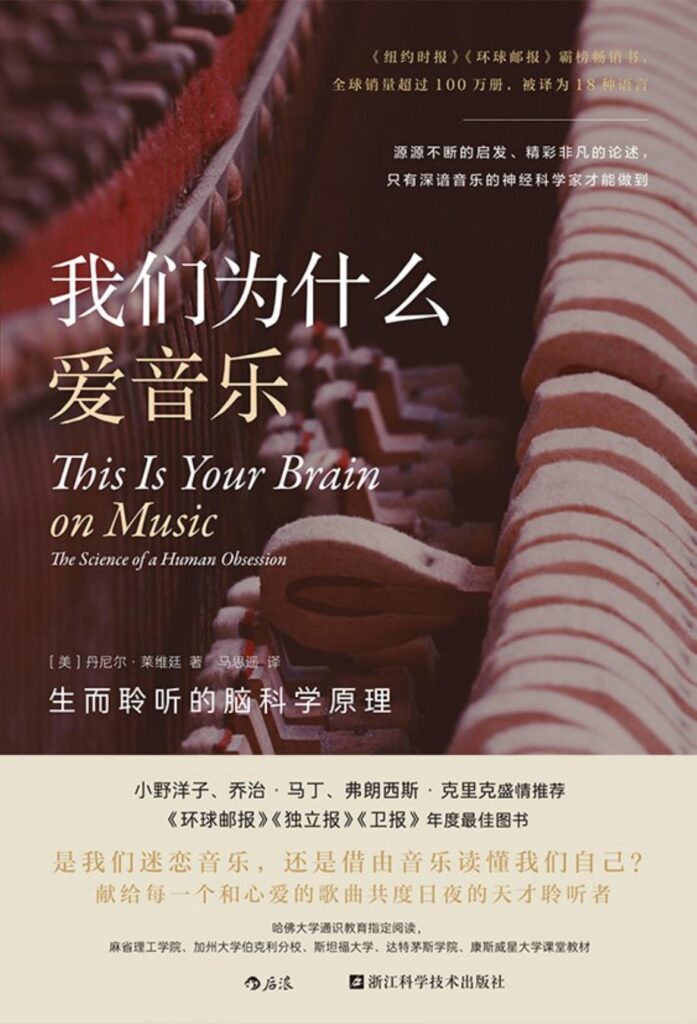 《纽约时报》《环球邮报》霸榜畅销书，
全球销量超过 100 万册，被译为 18 种语言
源源不断的启发、精彩非凡的论述，
只有深谙音乐的神经科学家才能做到
我们为什么
爱音乐
This Is Your Brain
on Music
The Science of a Human Obsession
[ 美 ] 丹尼尔 · 莱维廷 著 马思遥 译
生而聆听的脑科学原理
小野洋子、乔治 · 马丁、弗朗西斯 · 克里克盛情推荐
《环球邮报》《独立报》《卫报》年度最佳图书
是我们迷恋音乐，还是借由音乐读懂我们自己？
献给每一个和心爱的歌曲共度日夜的天才聆听者
哈佛大学通识教育指定阅读，
麻省理工学院、加州大学伯克利分校、斯坦福大学、达特茅斯学院、康斯威星大学课堂教材
后浪 浙江科学技术出版社